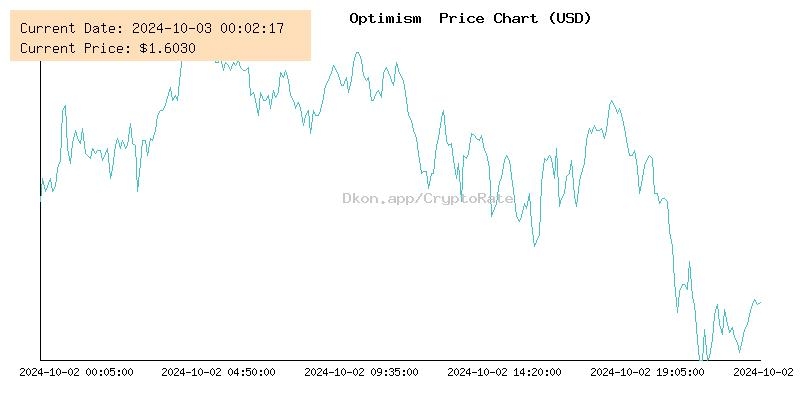 Optimism Price Chart (USD)
Current Date: 2024-10-03 00:02:17
Current Price: $1.6030
Dkon.app/CryptoRate
2024-10-02 00:05:00 2024-10-02 04:50:00 2024-10-02 09:35:00 2024-10-02 14:20:00 2024-10-02 19:05:00 2024-10-02